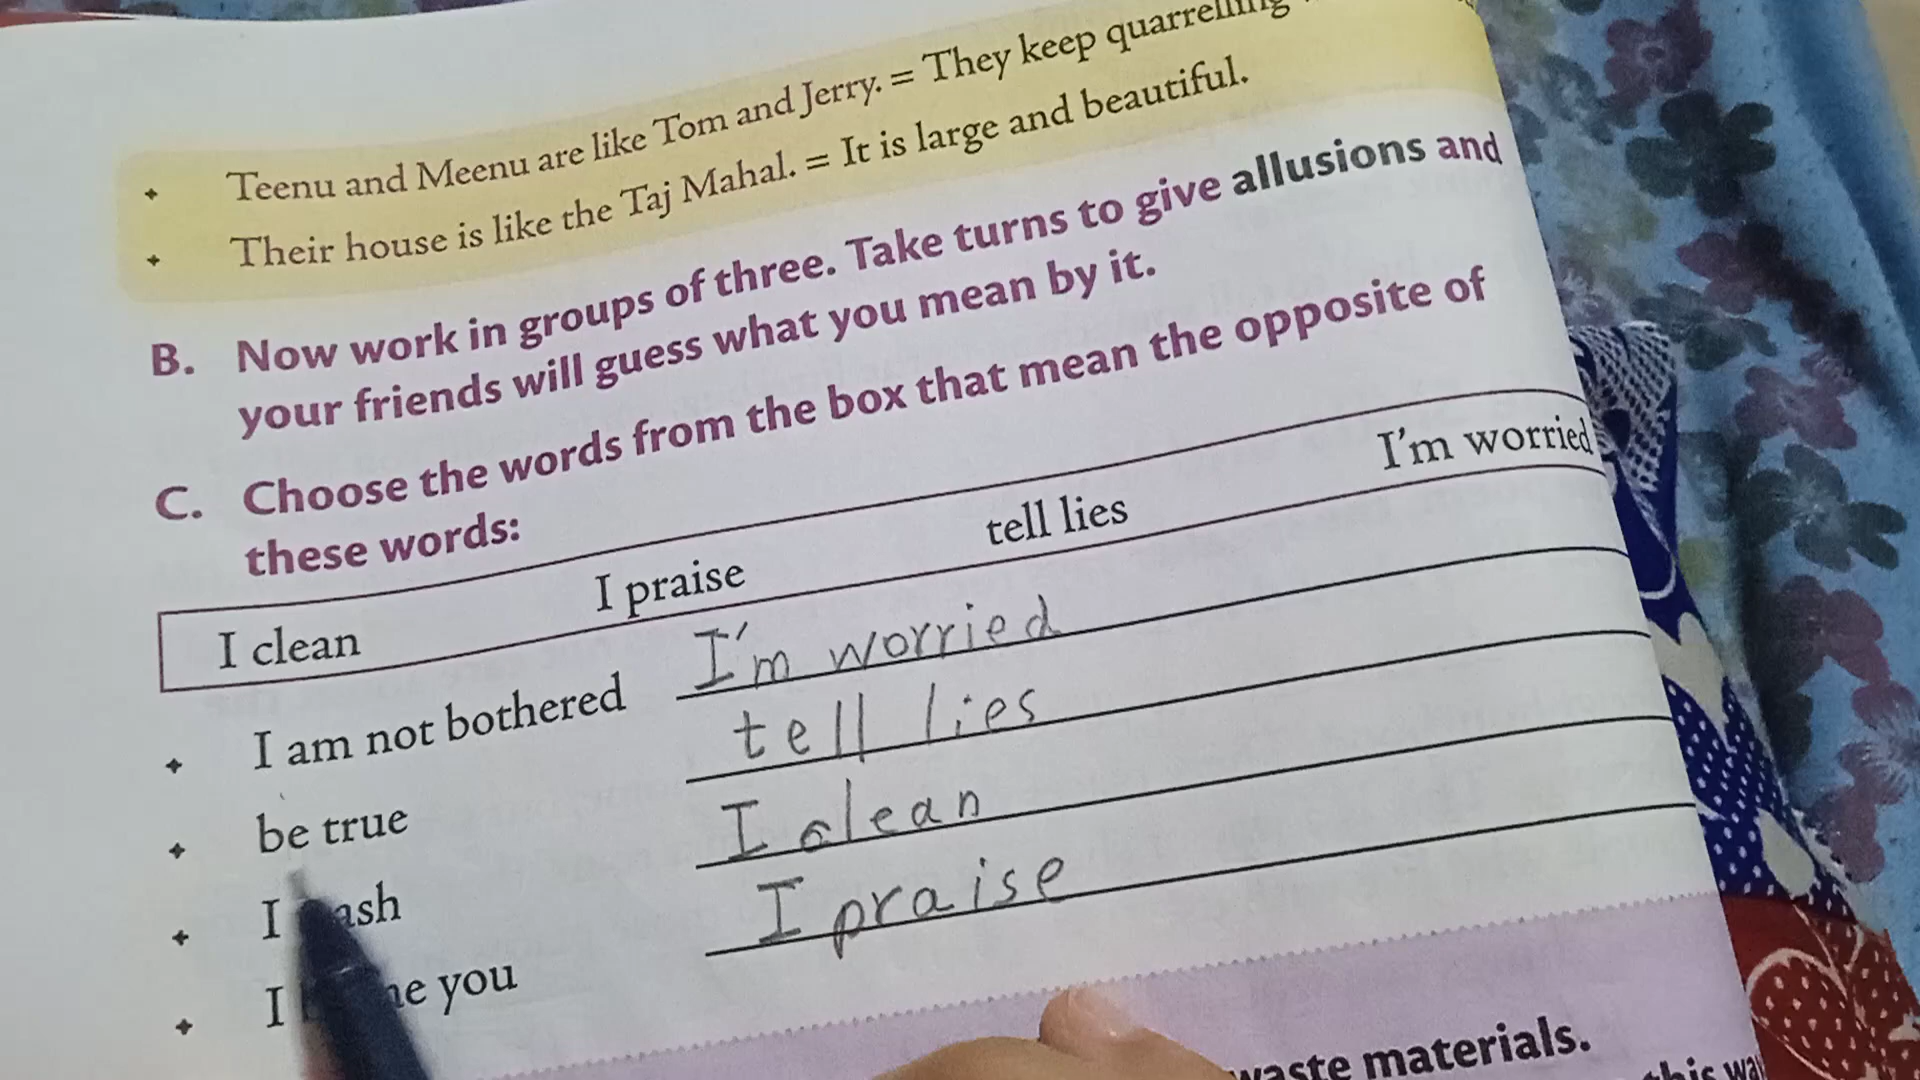 Teenu and Meenu are like Tom and Jerry. = They keep quarrelling
Their house is like the Taj Mahal. = It is large and beautiful.
B. Now work in groups of three. Take turns to give allusions and
your friends will guess what you mean by it.
C. Choose the words from the box that mean the opposite of
these words:
I clean I praise tell lies I'm worried
I am not bothered I'm worried
be true tell lies
I I clean
I you I praise
waste materials.
this